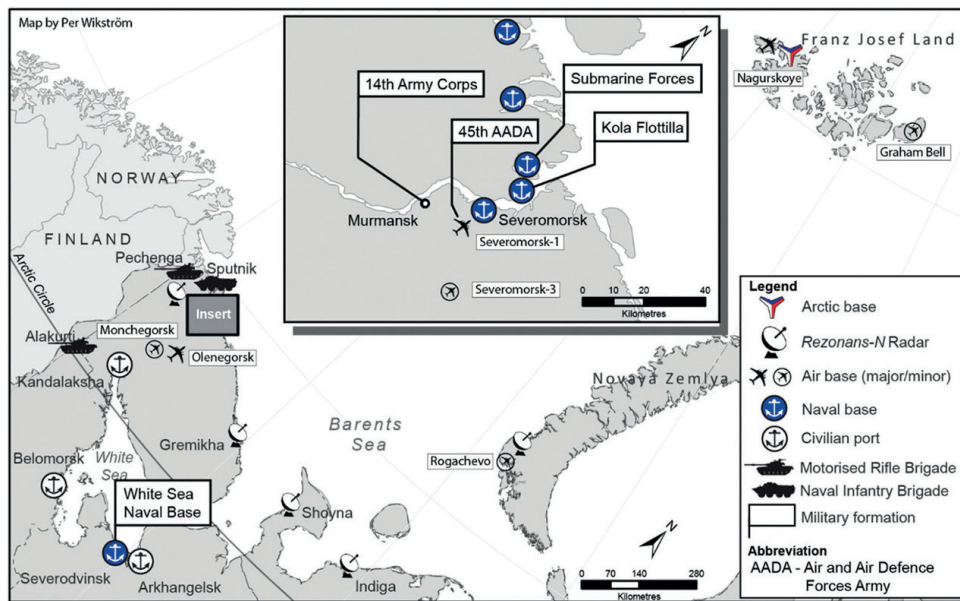 Map by Per Wikström
N
14th Army Corps
Submarine Forces
45th AADA
Kola Flottilla
Murmansk
Severomorsk
Severomorsk-1
Severomorsk-3
0 10 20 40
Kilometres
Franz Josef Land
Nagurskoye
Graham Bell
NORWAY
FINLAND
Arctic Circle
Pechenga
Sputnik
Insert
Monchegorsk
Alakurti
Olenegorsk
Kandalaksha
Gremikha
Belomorsk
White
Sea
White Sea
Naval Base
Severodvinsk
Arkhangelsk
Barents
Sea
Shoyna
Indiga
Novaya Zemlya
Rogachevo
N
0 70 140 280
Kilometres
Legend
Arctic base
Rezonans-N Radar
Air base (major/minor)
Naval base
Civilian port
Motorised Rifle Brigade
Naval Infantry Brigade
Military formation
Abbreviation
AADA - Air and Air Defence
Forces Army